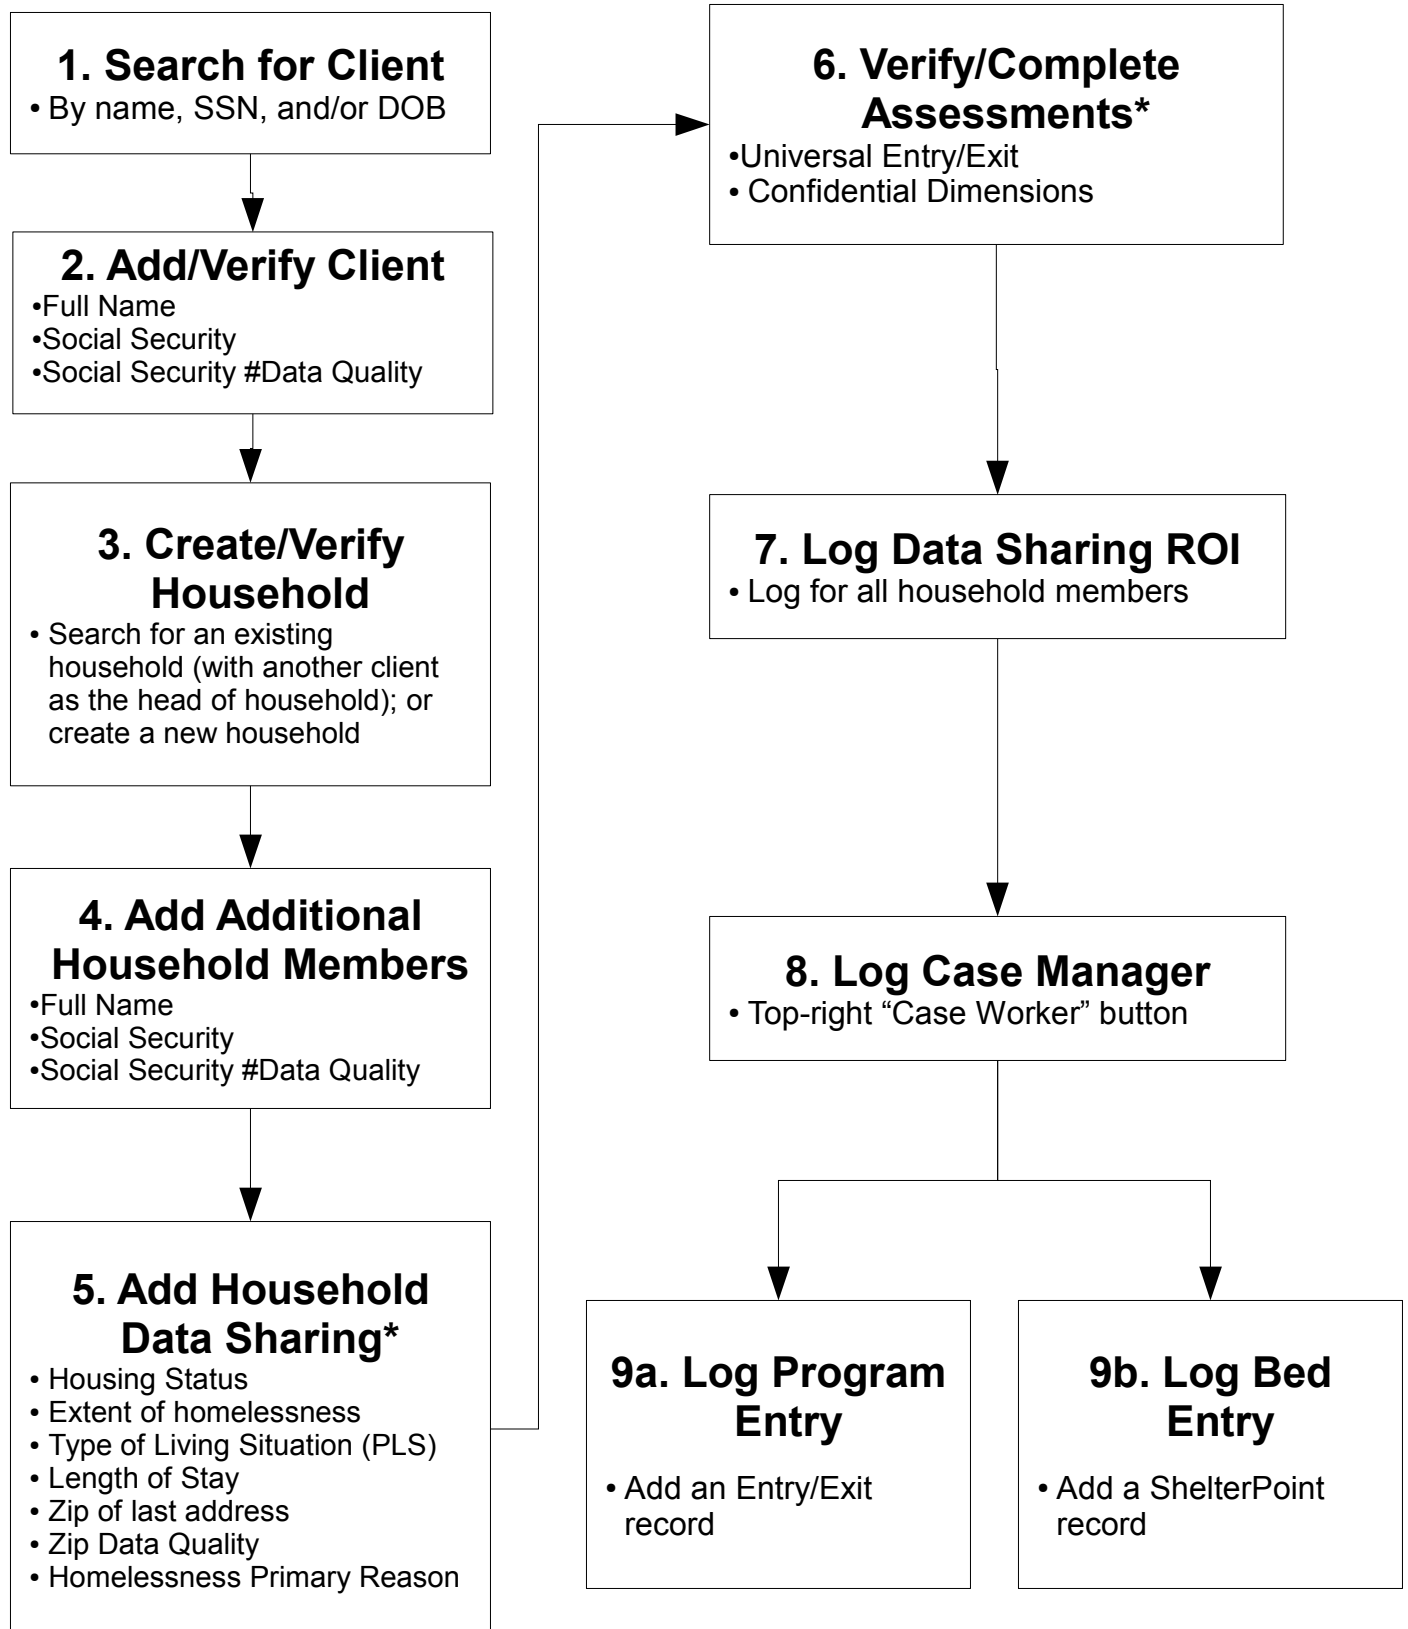 1. Search for Client
• By name, SSN, and/or DOB
2. Add/Verify Client
•Full Name
•Social Security
•Social Security #Data Quality
3. Create/Verify
Household
• Search for an existing
household (with another client
as the head of household); or
create a new household
4. Add Additional
Household Members
•Full Name
•Social Security
•Social Security #Data Quality
5. Add Household
Data Sharing*
• Housing Status
• Extent of homelessness
• Type of Living Situation (PLS)
• Length of Stay
• Zip of last address
• Zip Data Quality
• Homelessness Primary Reason
6. Verify/Complete
Assessments*
•Universal Entry/Exit
• Confidential Dimensions
7. Log Data Sharing ROI
• Log for all household members
8. Log Case Manager
• Top-right “Case Worker” button
9a. Log Program
Entry
• Add an Entry/Exit
record
9b. Log Bed
Entry
• Add a ShelterPoint
record